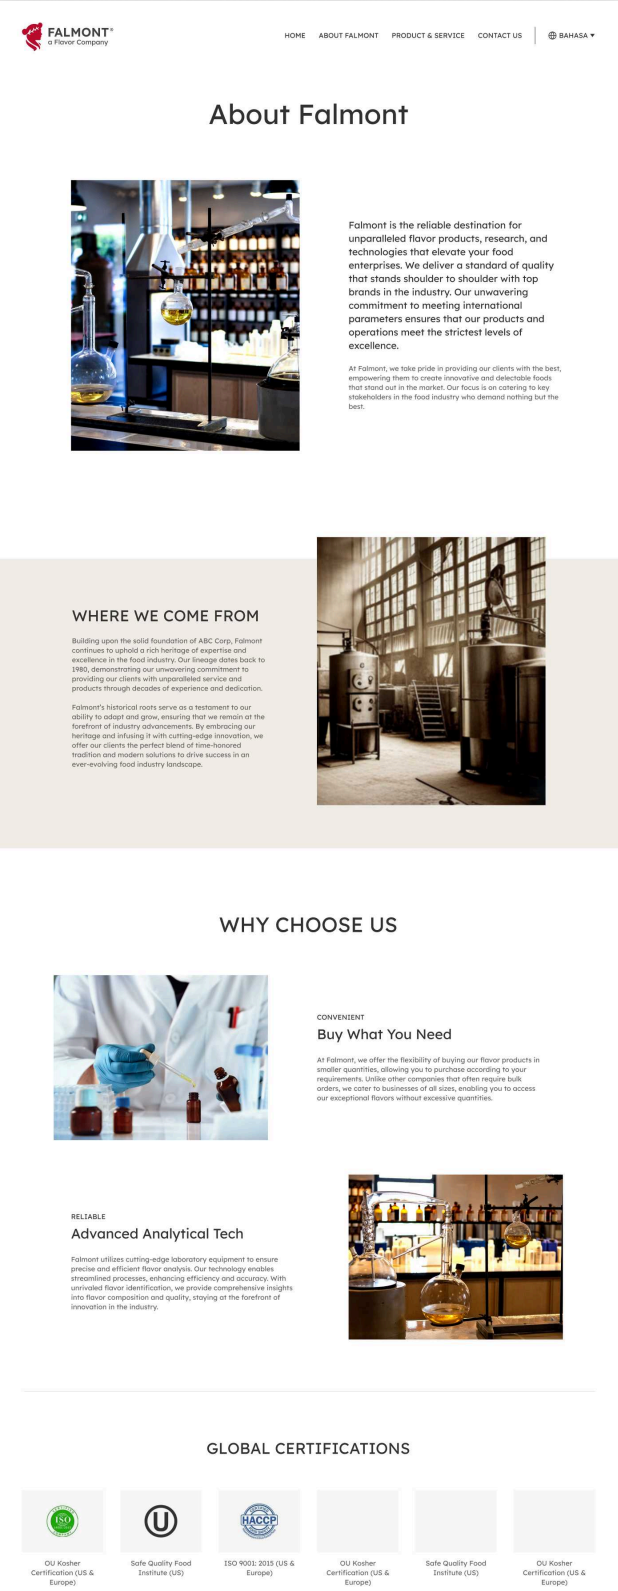 FALMONT®
a Flavor Company
HOME ABOUT FALMONT PRODUCT & SERVICE CONTACT US BAHASA
About Falmont
Falmont is the reliable destination for
unparalleled flavor products, research, and
technologies that elevate your food
enterprises. We deliver a standard of quality
that stands shoulder to shoulder with top
brands in the industry. Our unwavering
commitment to meeting international
parameters ensures that our products and
operations meet the strictest levels of
excellence.
At Falmont, we take pride in providing our clients with the best,
empowering them to create innovative and delectable foods
that stand out in the market. Our focus is on catering to key
stakeholders in the food industry who demand nothing but the
best.
WHERE WE COME FROM
Building upon the solid foundation of ABC Corp, Falmont
continues to uphold a rich heritage of expertise and
excellence in the food industry. Our lineage dates back to
1980, demonstrating our unwavering commitment to
providing our clients with unparalleled service and
products through decades of experience and dedication.
Falmont's historical roots serve as a testament to our
ability to adapt and grow, ensuring that we remain at the
forefront of industry advancements. By embracing our
heritage and infusing it with cutting-edge innovation, we
offer our clients the perfect blend of time-honored
tradition and modern solutions to drive success in an
ever-evolving food industry landscape.
WHY CHOOSE US
CONVENIENT
Buy What You Need
At Falmont, we offer the flexibility of buying our flavor products in
smaller quantities, allowing you to purchase according to your
requirements. Unlike other companies that often require bulk
orders, we cater to businesses of all sizes, enabling you to access
our exceptional flavors without excessive quantities.
RELIABLE
Advanced Analytical Tech
Falmont utilizes cutting-edge laboratory equipment to ensure
precise and efficient flavor analysis. Our technology enables
streamlined processes, enhancing efficiency and accuracy. With
unrivaled flavor identification, we provide comprehensive insights
into flavor composition and quality, staying at the forefront of
innovation in the industry.
GLOBAL CERTIFICATIONS
ISO
U
HACCP
OU Kosher
Certification (US &
Europe)
Safe Quality Food
Institute (US)
ISO 9001: 2015 (US &
Europe)
OU Kosher
Certification (US &
Europe)
Safe Quality Food
Institute (US)
OU Kosher
Certification (US &
Europe)